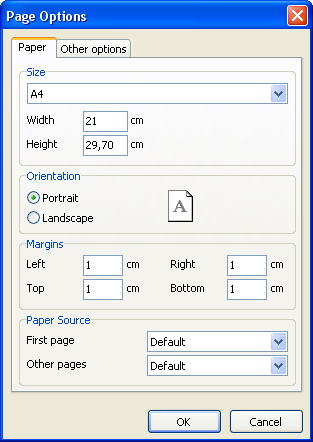 Page Options
Paper Other options
Size
A4
Width 21 cm
Height 29,70 cm
Orientation
Portrait
Landscape
A
Margins
Left 1 cm Right 1 cm
Top 1 cm Bottom 1 cm
Paper Source
First page Default
Other pages Default
OK Cancel